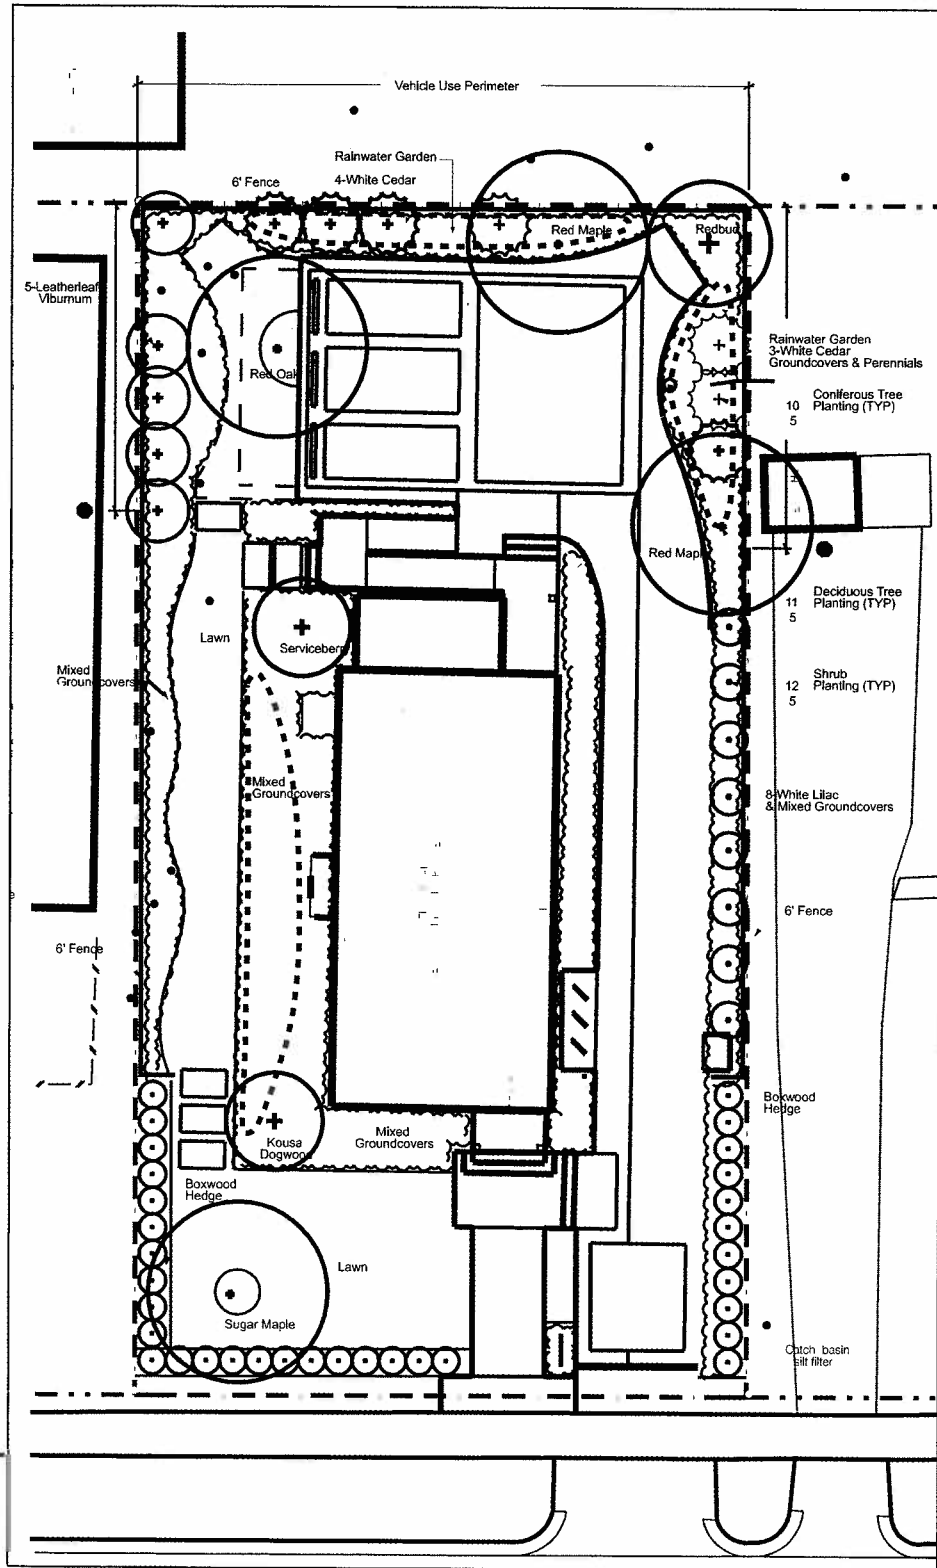 Vehicle Use Perimeter
Rainwater Garden
4-White Cedar
6' Fence
Red Maple
Redbud
5-Leatherleaf
Viburnum
Red Oak
Rainwater Garden
3-White Cedar
Groundcovers & Perennials
10
5
Coniferous Tree
Planting (TYP)
Red Maple
11
5
Deciduous Tree
Planting (TYP)
Lawn
Serviceberry
Mixed
Groundcovers
12
5
Shrub
Planting (TYP)
Mixed
Groundcovers
8-White Lilac
& Mixed Groundcovers
6' Fence
6' Fence
Boxwood
Hedge
Kousa
Dogwood
Mixed
Groundcovers
Boxwood
Hedge
Lawn
Sugar Maple
Catch basin
silt filter